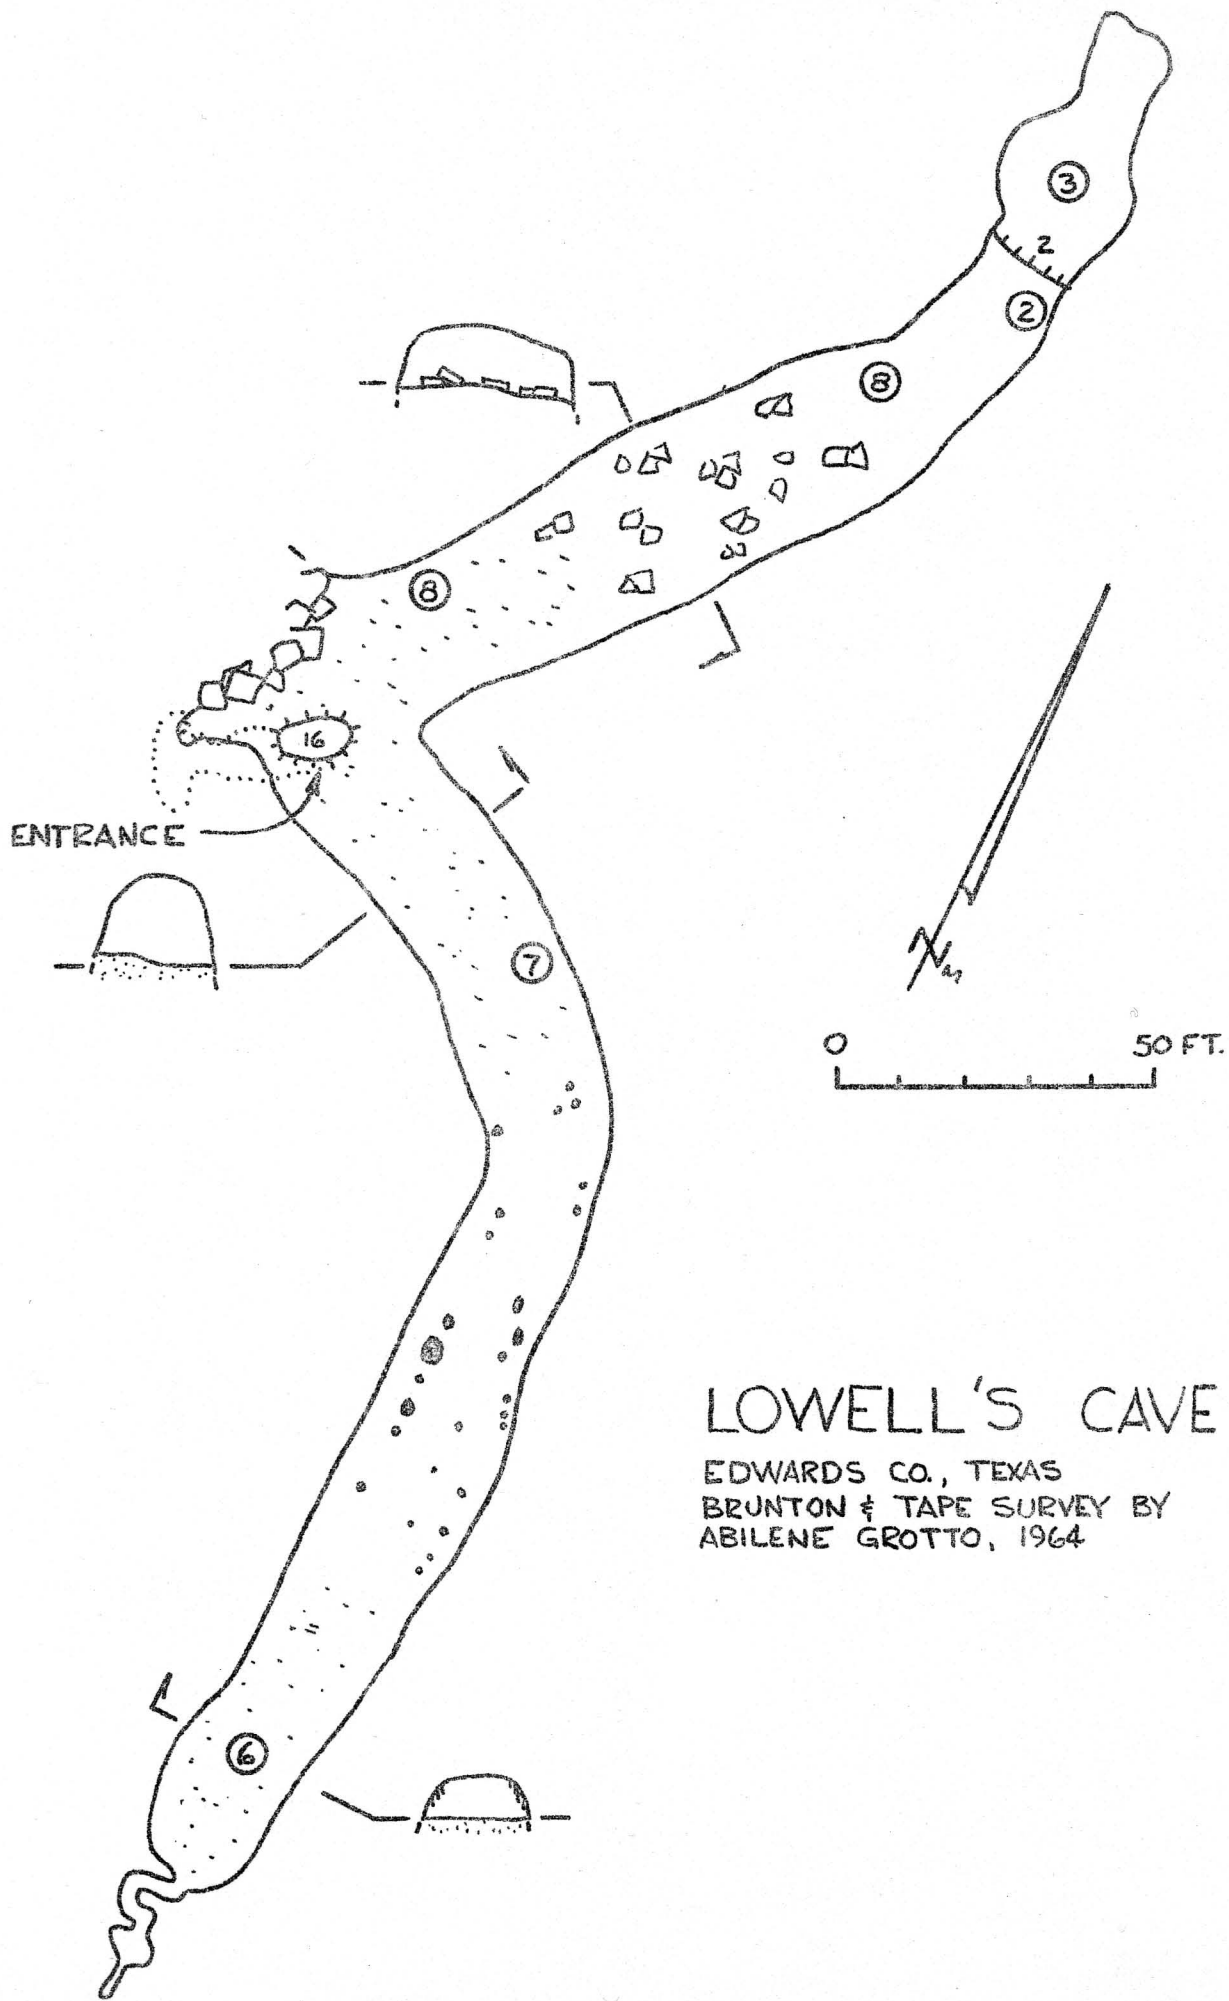 3
2
2
8
8
16
ENTRANCE
7
N
0 50 FT.
LOWELL'S CAVE
EDWARDS CO., TEXAS
BRUNTON & TAPE SURVEY BY
ABILENE GROTTO, 1964
6